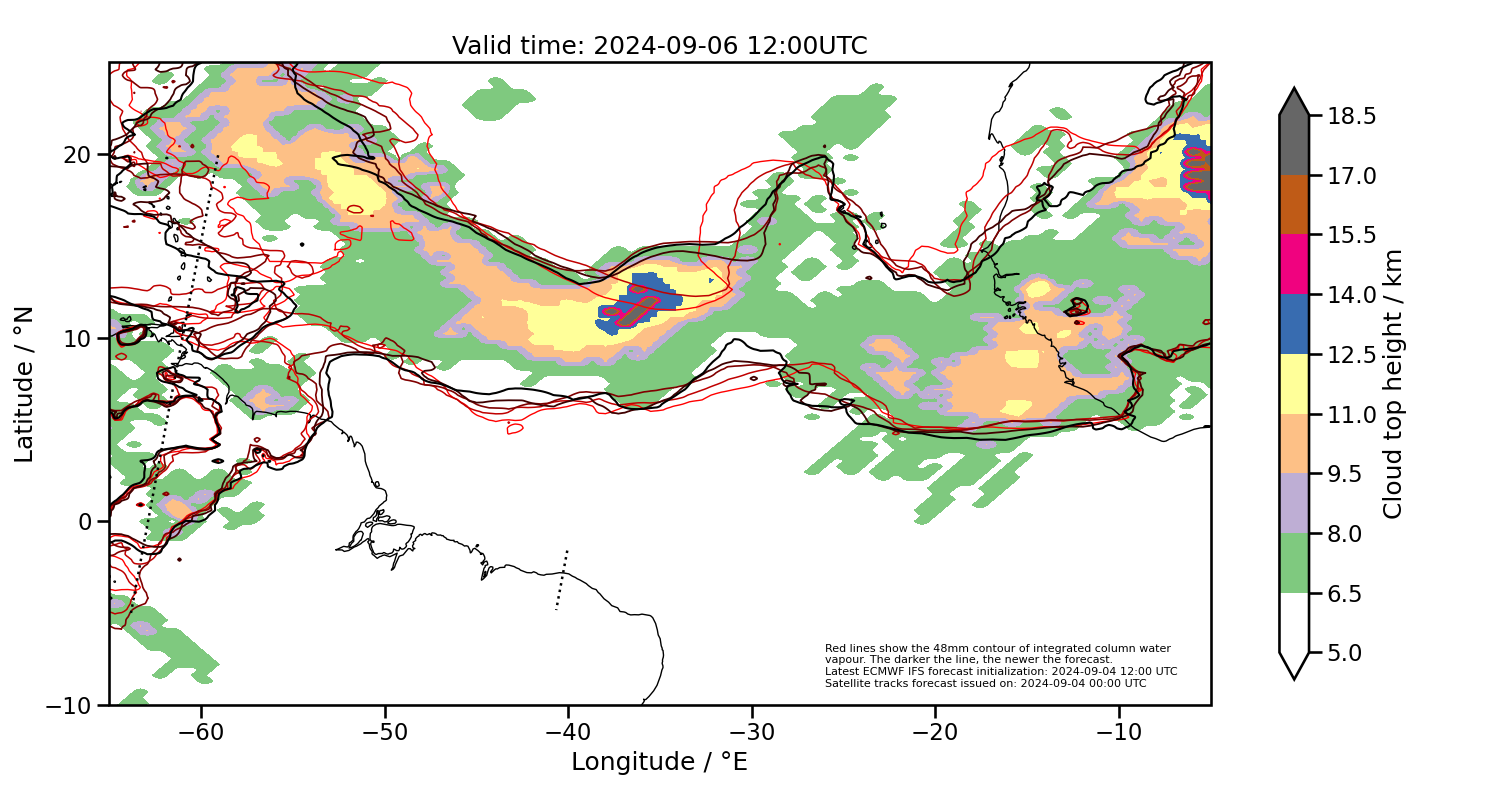 Valid time: 2024-09-06 12:00UTC
20
10
0
−10
−60
−50
−40
−30
−20
−10
Latitude / °N
Longitude / °E
Red lines show the 48mm contour of integrated column water
vapour. The darker the line, the newer the forecast.
Latest ECMWF IFS forecast initialization: 2024-09-04 12:00 UTC
Satellite tracks forecast issued on: 2024-09-04 00:00 UTC
18.5
17.0
15.5
14.0
12.5
11.0
9.5
8.0
6.5
5.0
Cloud top height / km